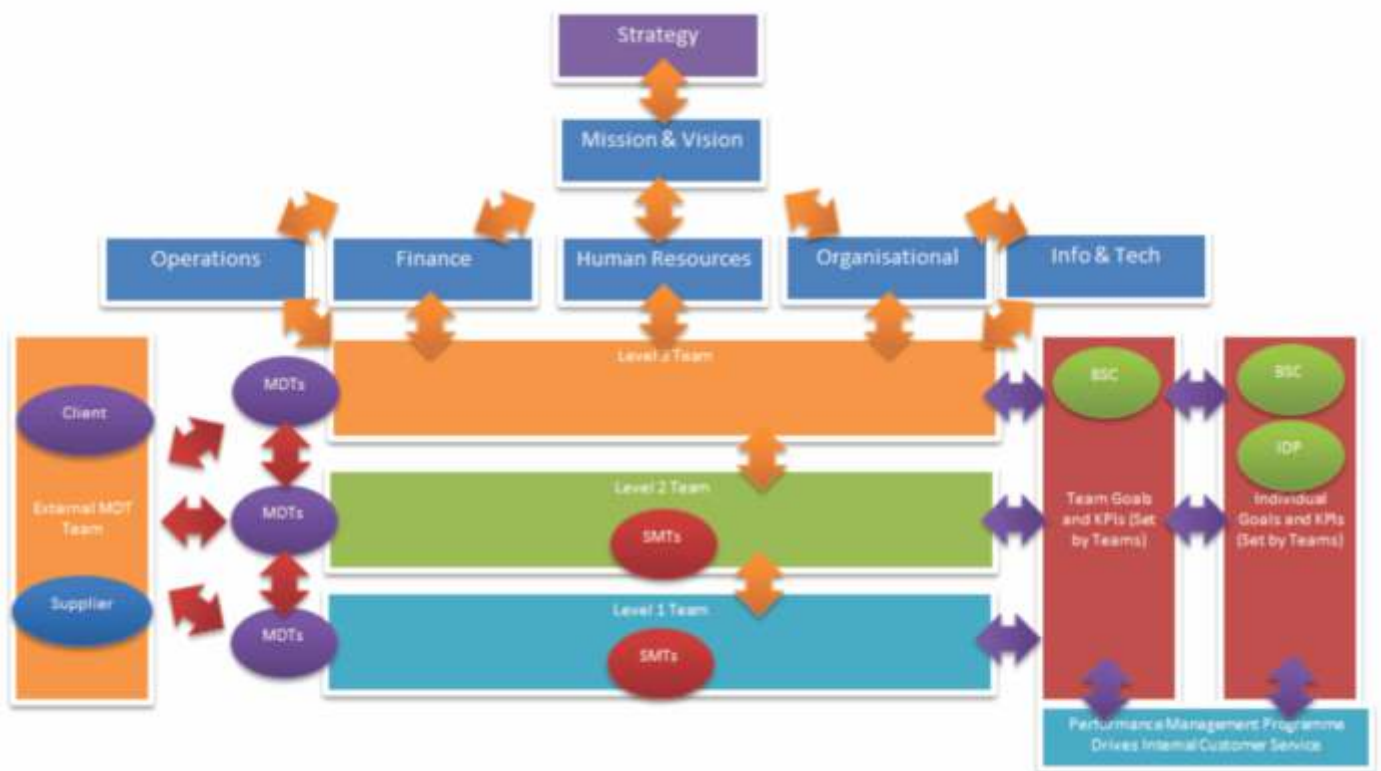 Strategy
Mission & Vision
Operations
Finance
Human Resources
Organisational
Info & Tech
Level 3 Team
MDTs
BSC
BSC
Client
IDP
External MDT
Team
MDTs
Level 2 Team
SMTs
Team Goals
and KPIs (Set
by Teams)
Individual
Goals and KPIs
(Set by Teams)
Supplier
MDTs
Level 1 Team
SMTs
Performance Management Programme
Drives Internal Customer Service